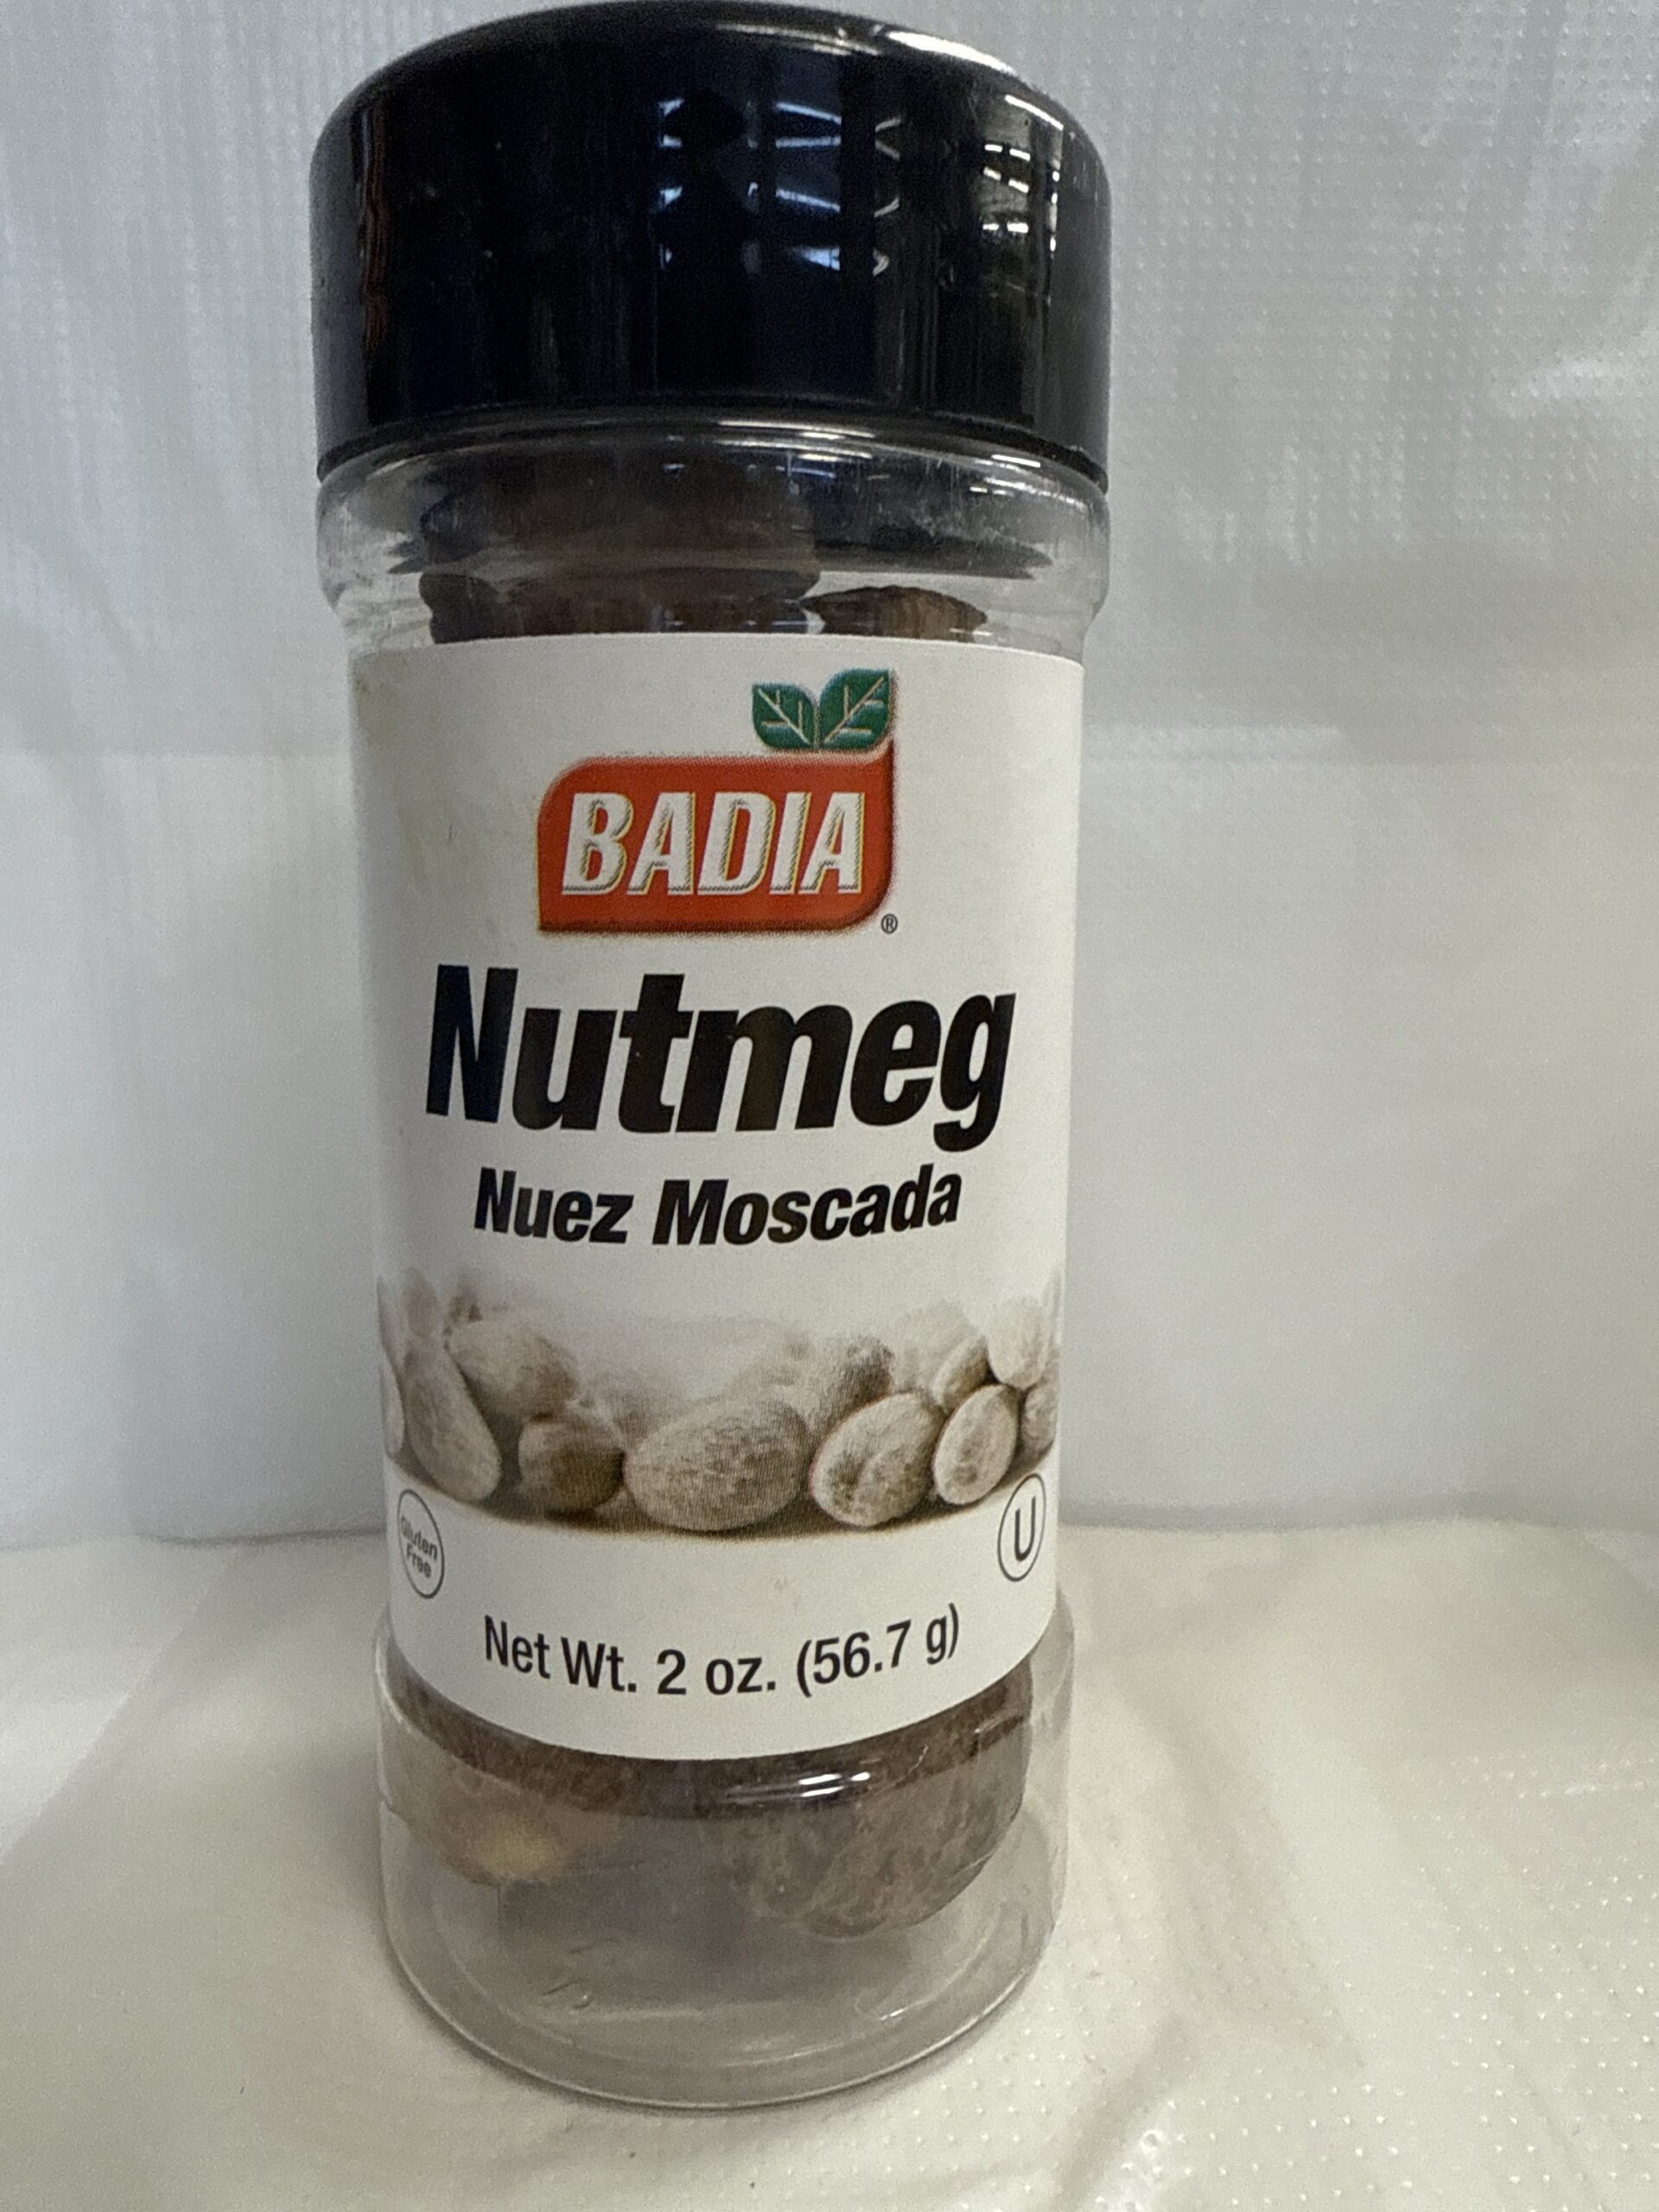 BADIA
®
Nutmeg
Nuez Moscada
Gluten
Free
U
Net Wt. 2 oz. (56.7 g)